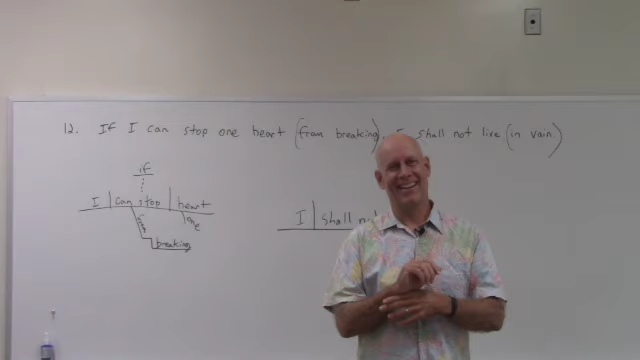 12. If I can stop one heart (from breaking), I shall not live (in vain)
if
I can stop heart
from one
breaking
I shall not